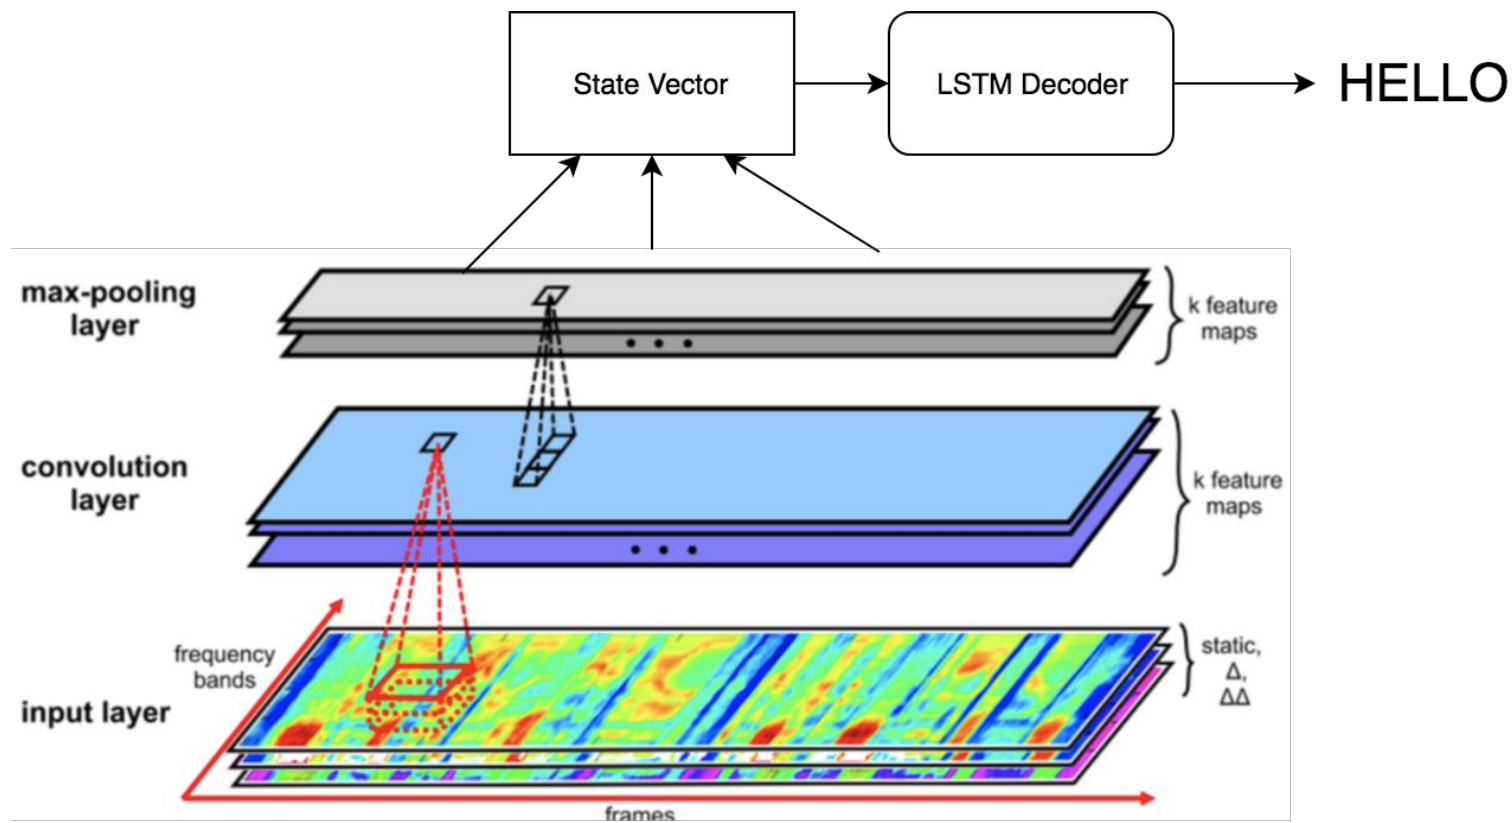 State Vector
LSTM Decoder
HELLO
max-pooling
layer
k feature
maps
convolution
layer
k feature
maps
frequency
bands
static,
Δ,
ΔΔ
input layer
frames